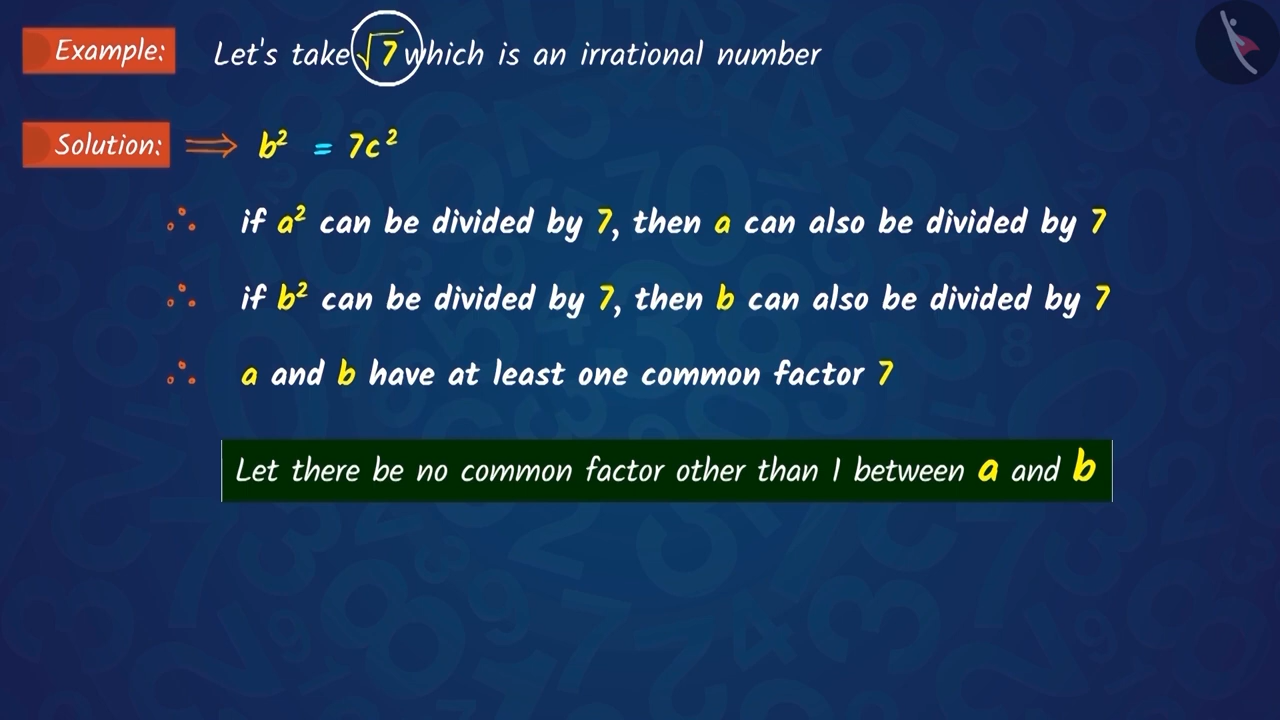 Example: Let's take √7 which is an irrational number
Solution: ⟹ b² = 7c²
∴ if a² can be divided by 7, then a can also be divided by 7
∴ if b² can be divided by 7, then b can also be divided by 7
∴ a and b have at least one common factor 7
Let there be no common factor other than 1 between a and b